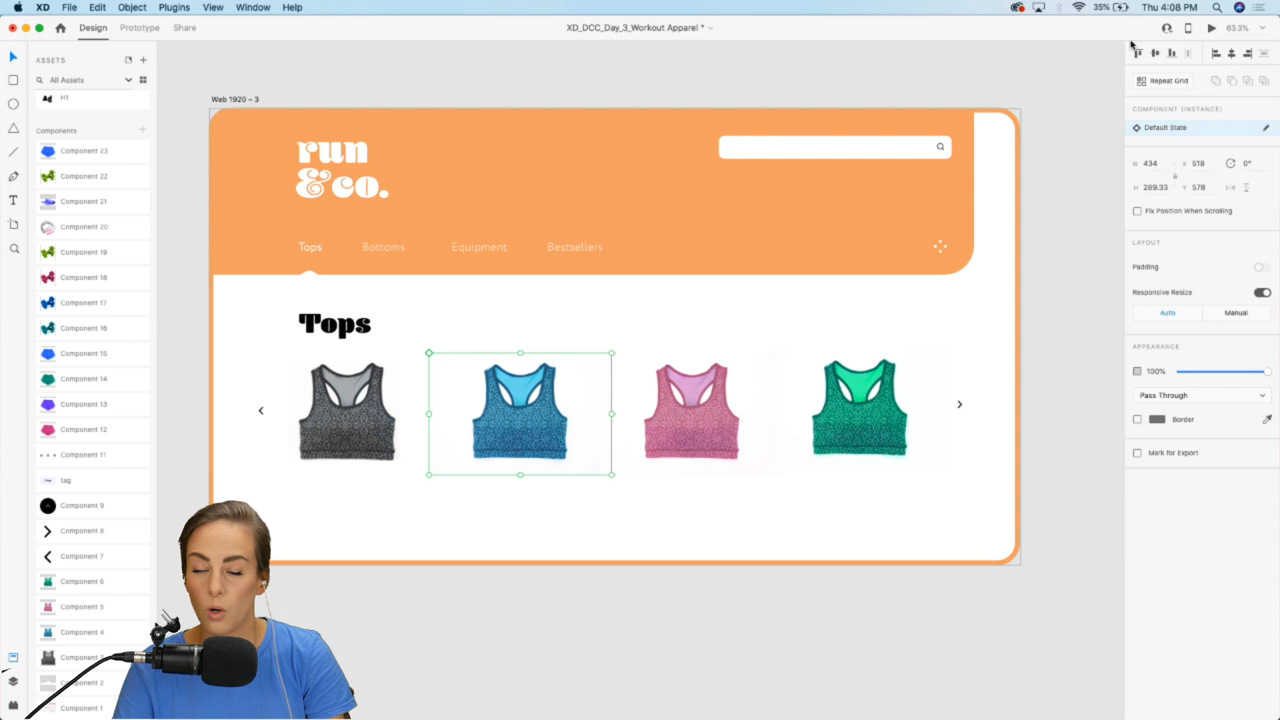 XD File Edit Object Plugins View Window Help
35% Thu 4:08 PM
Design Prototype Share
XD_DCC_Day_3_Workout Apparel *
63.3%
ASSETS
All Assets
H1
Components
Component 23
Component 22
Component 21
Component 20
Component 19
Component 18
Component 17
Component 16
Component 15
Component 14
Component 13
Component 12
Component 11
tag
Component 9
Component 8
Component 7
Component 6
Component 5
Component 4
Component 3
Component 2
Component 1
Web 1920 – 3
run
&co.
Tops Bottoms Equipment Bestsellers
Tops
Repeat Grid
COMPONENT (INSTANCE)
Default State
W 434 X 518 0°
H 289.33 Y 578
Fix Position When Scrolling
LAYOUT
Padding
Responsive Resize
Auto Manual
APPEARANCE
100%
Pass Through
Border
Mark for Export